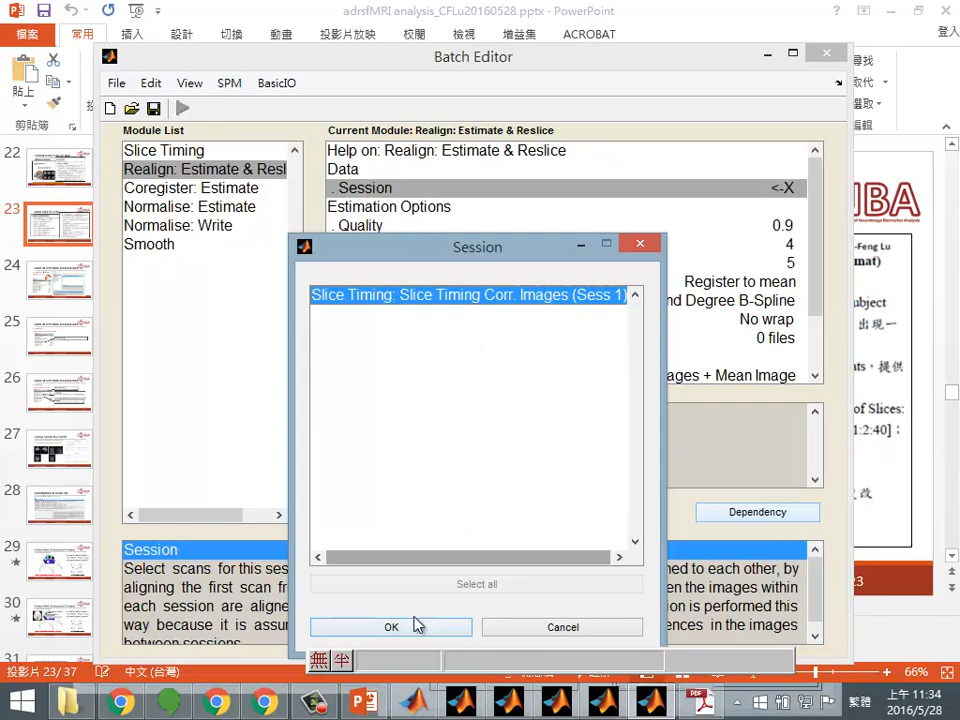 adrsfMRI analysis_CFLu20160528.pptx - PowerPoint
檔案 常用 插入 設計 切換 動畫 投影片放映 校閱 檢視 增益集 ACROBAT 登入
貼上
剪貼簿
尋找
取代
選取
編輯
Batch Editor
File Edit View SPM BasicIO
Module List
Slice Timing
Realign: Estimate & Resl
Coregister: Estimate
Normalise: Estimate
Normalise: Write
Smooth
Current Module: Realign: Estimate & Reslice
Help on: Realign: Estimate & Reslice
Data
. Session <-X
Estimation Options
. Quality 0.9
4
5
Register to mean
nd Degree B-Spline
No wrap
0 files
ages + Mean Image
Dependency
Session
Slice Timing: Slice Timing Corr. Images (Sess 1)
Select all
OK Cancel
Session
Select scans for this ses
aligning the first scan fr
each session are aligne
way because it is assu
between sessions
ned to each other, by
en the images within
ion is performed this
ences in the images
無 半
22
23
24
25
26
27
28
29
30
31
MBA
-Feng Lu
mat)
bject
出現一
ts，提供
of Slices:
1:2:40]；
改
23
投影片 23/37 中文 (台灣) 66%
PDF
繁體
上午 11:34
2016/5/28